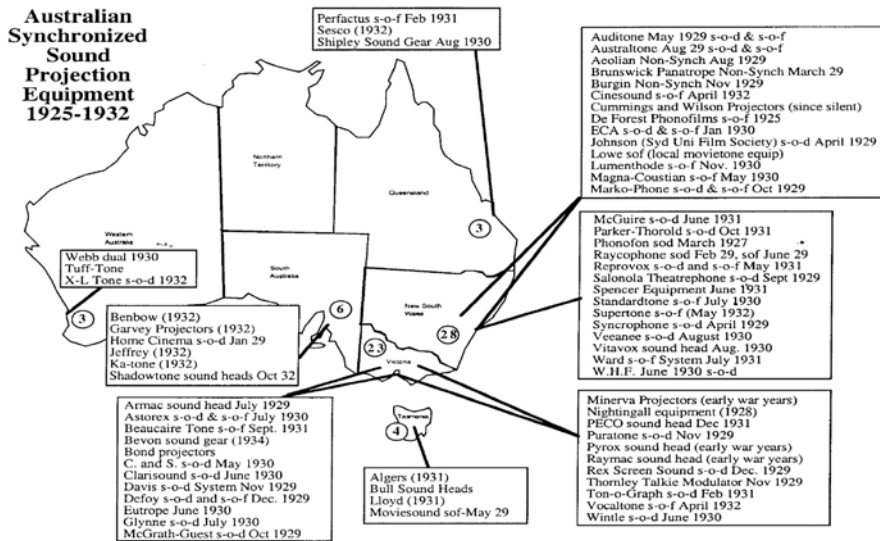 Australian
Synchronized
Sound
Projection
Equipment
1925-1932
Perfactus s-o-f Feb 1931
Sesco (1932)
Shipley Sound Gear Aug 1930
Auditone May 1929 s-o-d & s-o-f
Australtone Aug 29 s-o-d & s-o-f
Aeolian Non-Synch Aug 1929
Brunswick Panatrope Non-Synch March 29
Burgin Non-Synch Nov 1929
Cinesound s-o-f April 1932
Cummings and Wilson Projectors (since silent)
De Forest Phonofilms s-o-f 1925
ECA s-o-d & s-o-f Jan 1930
Johnson (Syd Uni Film Society) s-o-d April 1929
Lowe sof (local movietone equip)
Lumenthode s-o-f Nov. 1930
Magna-Coustian s-o-f May 1930
Marko-Phone s-o-d & s-o-f Oct 1929
Northern
Territory
Queensland
Western
Australia
South
Australia
New South
Wales
Victoria
Tasmania
3
3
6
28
23
4
McGuire s-o-d June 1931
Parker-Thorold s-o-d Oct 1931
Phonofon sod March 1927
Raycophone sod Feb 29, sof June 29
Reprovox s-o-d and s-o-f May 1931
Salonola Theatrephone s-o-d Sept 1929
Spencer Equipment June 1931
Standardtone s-o-f July 1930
Supertone s-o-f (May 1932)
Syncrophone s-o-d April 1929
Veeanee s-o-d August 1930
Vitavox sound head Aug. 1930
Ward s-o-f System July 1931
W.H.F. June 1930 s-o-d
Webb dual 1930
Tuff-Tone
X-L Tone s-o-d 1932
Benbow (1932)
Garvey Projectors (1932)
Home Cinema s-o-d Jan 29
Jeffrey (1932)
Ka-tone (1932)
Shadowtone sound heads Oct 32
Armac sound head July 1929
Astorex s-o-d & s-o-f July 1930
Beaucaire Tone s-o-f Sept. 1931
Bevon sound gear (1934)
Bond projectors
C. and S. s-o-d May 1930
Clarisound s-o-d June 1930
Davis s-o-d System Nov 1929
Defoy s-o-d and s-o-f Dec. 1929
Eutrope June 1930
Glynne s-o-d July 1930
McGrath-Guest s-o-d Oct 1929
Algers (1931)
Bull Sound Heads
Lloyd (1931)
Moviesound sof-May 29
Minerva Projectors (early war years)
Nightingall equipment (1928)
PECO sound head Dec 1931
Puratone s-o-d Nov 1929
Pyrox sound head (early war years)
Raymac sound head (early war years)
Rex Screen Sound s-o-d Dec. 1929
Thornley Talkie Modulator Nov 1929
Ton-o-Graph s-o-d Feb 1931
Vocaltone s-o-f April 1932
Wintle s-o-d June 1930